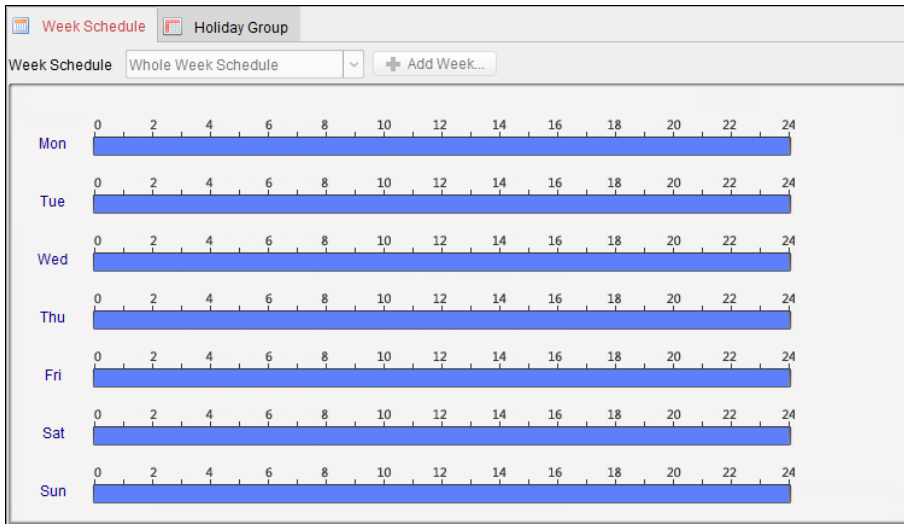 Week Schedule Holiday Group
Week Schedule Whole Week Schedule Add Week...
0 2 4 6 8 10 12 14 16 18 20 22 24
Mon
0 2 4 6 8 10 12 14 16 18 20 22 24
Tue
0 2 4 6 8 10 12 14 16 18 20 22 24
Wed
0 2 4 6 8 10 12 14 16 18 20 22 24
Thu
0 2 4 6 8 10 12 14 16 18 20 22 24
Fri
0 2 4 6 8 10 12 14 16 18 20 22 24
Sat
0 2 4 6 8 10 12 14 16 18 20 22 24
Sun